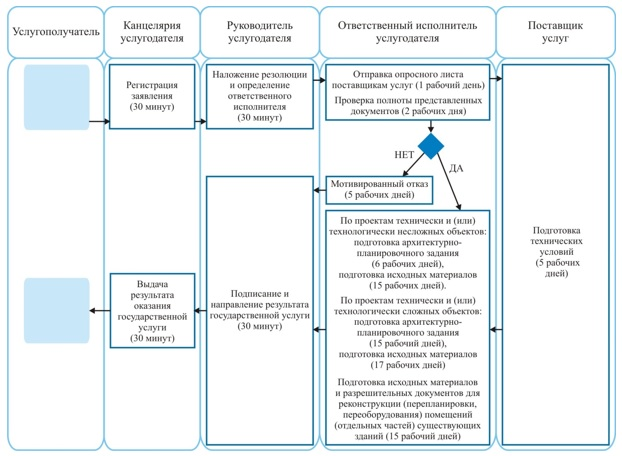 Услугополучатель
Канцелярия
услугодателя
Руководитель
услугодателя
Ответственный исполнитель
услугодателя
Поставщик
услуг
Регистрация
заявления
(30 минут)
Наложение резолюции
и определение
ответственного
исполнителя
(30 минут)
Отправка опросного листа
поставщикам услуг (1 рабочий день)
Проверка полноты представленных
документов (2 рабочих дня)
НЕТ
ДА
Мотивированный отказ
(5 рабочих дней)
По проектам технически и (или)
технологически несложных объектов:
подготовка архитектурно-
планировочного задания
(6 рабочих дней),
подготовка исходных материалов
(15 рабочих дней).
По проектам технически и (или)
технологически сложных объектов:
подготовка архитектурно-
планировочного задания
(15 рабочий дней),
подготовка исходных материалов
(17 рабочих дней)
Подготовка исходных материалов
и разрешительных документов для
реконструкции (перепланировки,
переоборудования) помещений
(отдельных частей) существующих
зданий (15 рабочий дней)
Подготовка
технических
условий
(5 рабочих
дней)
Выдача
результата
оказания
государственной
услуги
(30 минут)
Подписание и
направление результата
государственной услуги
(30 минут)